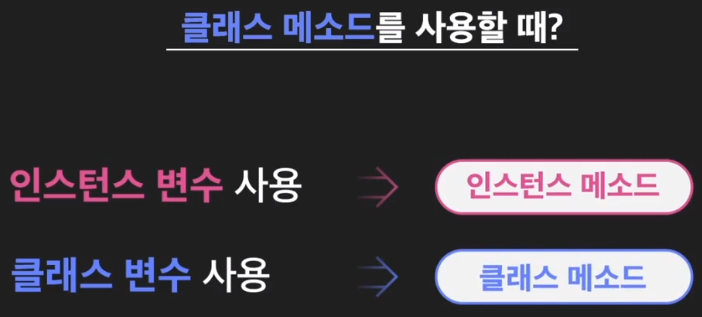 클래스 메소드를 사용할 때?
인스턴스 변수 사용 → 인스턴스 메소드
클래스 변수 사용 → 클래스 메소드